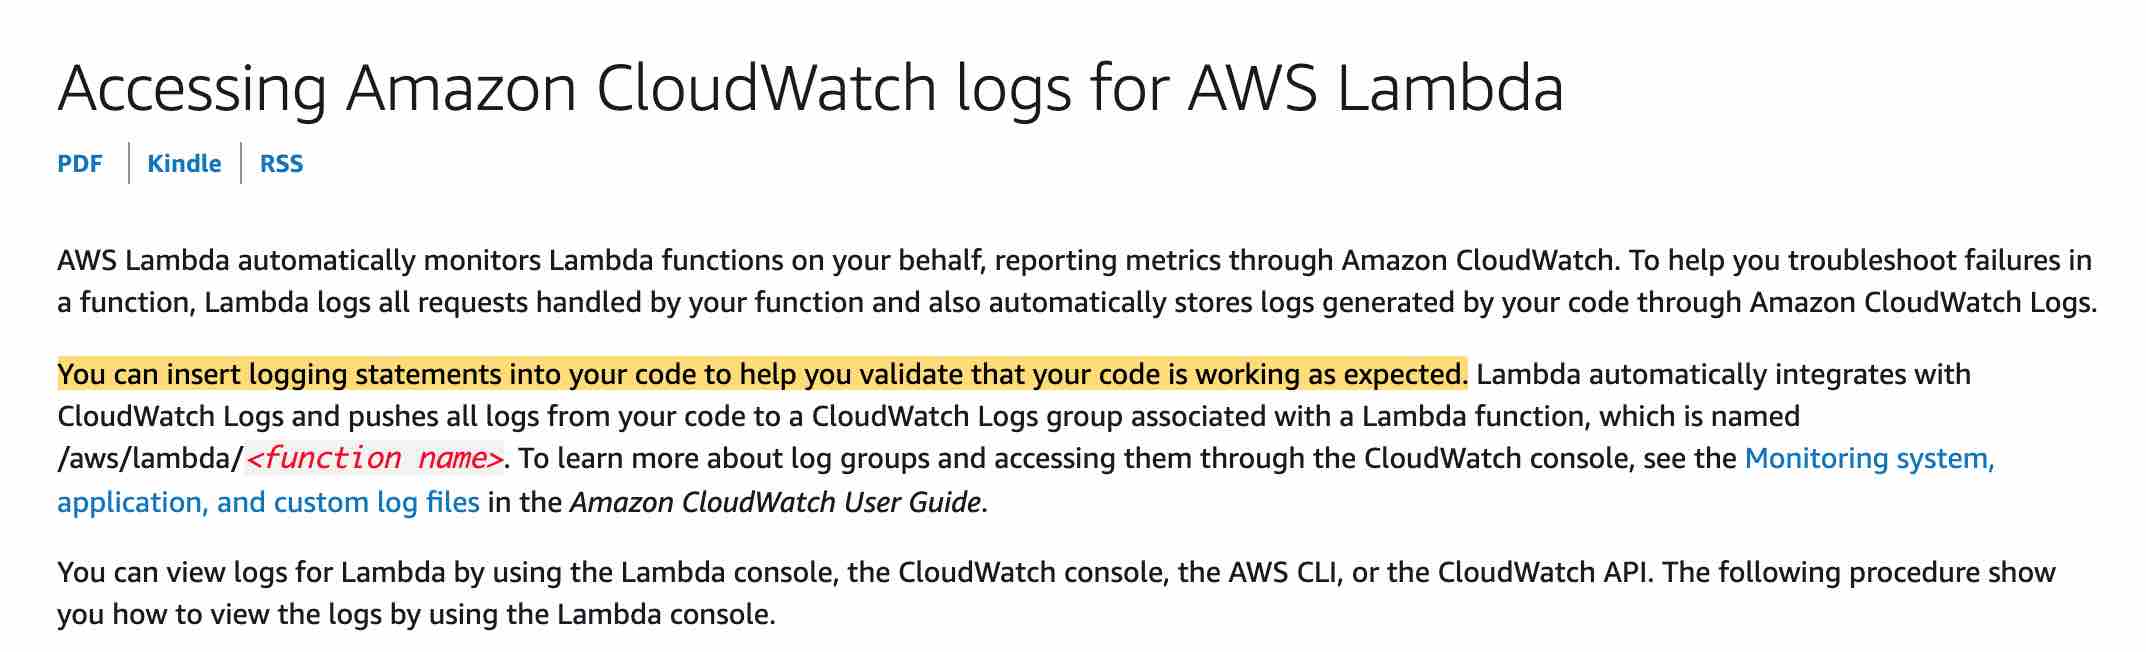 Accessing Amazon CloudWatch logs for AWS Lambda
PDF | Kindle | RSS
AWS Lambda automatically monitors Lambda functions on your behalf, reporting metrics through Amazon CloudWatch. To help you troubleshoot failures in
a function, Lambda logs all requests handled by your function and also automatically stores logs generated by your code through Amazon CloudWatch Logs.
You can insert logging statements into your code to help you validate that your code is working as expected. Lambda automatically integrates with
CloudWatch Logs and pushes all logs from your code to a CloudWatch Logs group associated with a Lambda function, which is named
/aws/lambda/<function name>. To learn more about log groups and accessing them through the CloudWatch console, see the Monitoring system,
application, and custom log files in the Amazon CloudWatch User Guide.
You can view logs for Lambda by using the Lambda console, the CloudWatch console, the AWS CLI, or the CloudWatch API. The following procedure show
you how to view the logs by using the Lambda console.